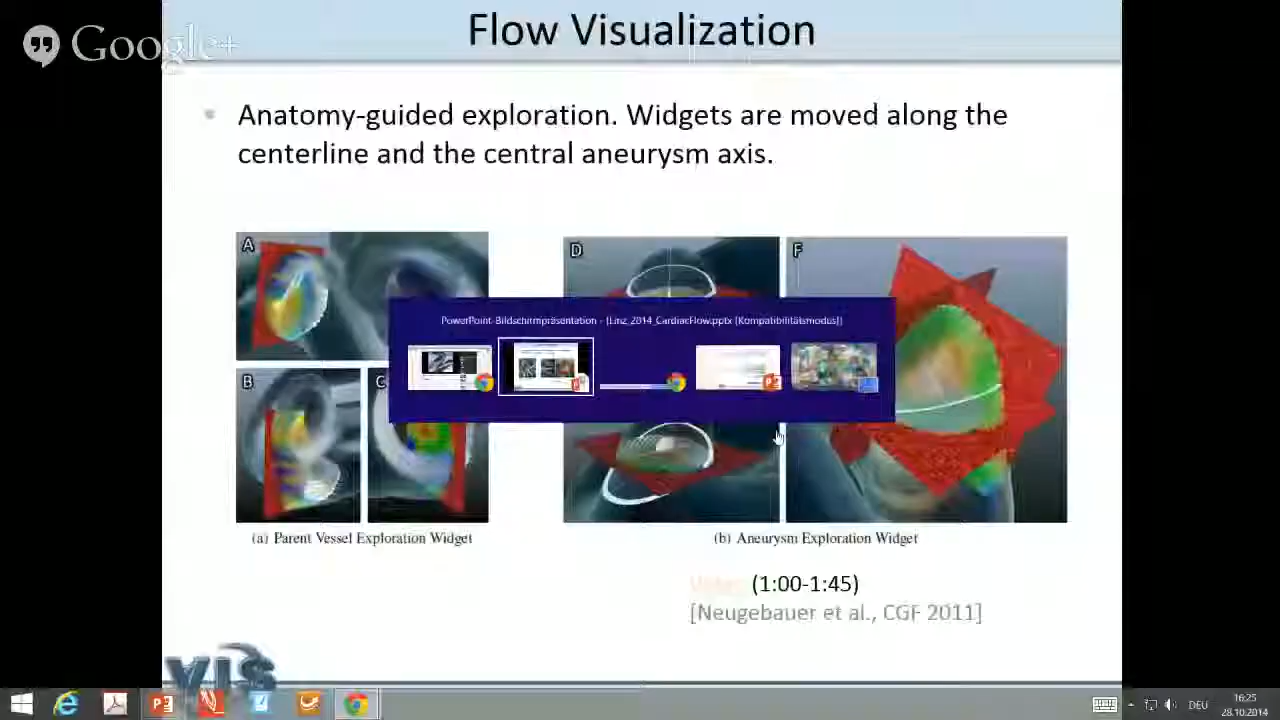 Flow Visualization
Google+
Anatomy-guided exploration. Widgets are moved along the
centerline and the central aneurysm axis.
A
D
F
PowerPoint-Bildschirmpräsentation - [Linz_2014_CardiacFlow.pptx [Kompatibilitätsmodus]]
B
C
(a) Parent Vessel Exploration Widget
(b) Aneurysm Exploration Widget
Video (1:00-1:45)
[Neugebauer et al., CGF 2011]
VIS
DEU
16:25
28.10.2014